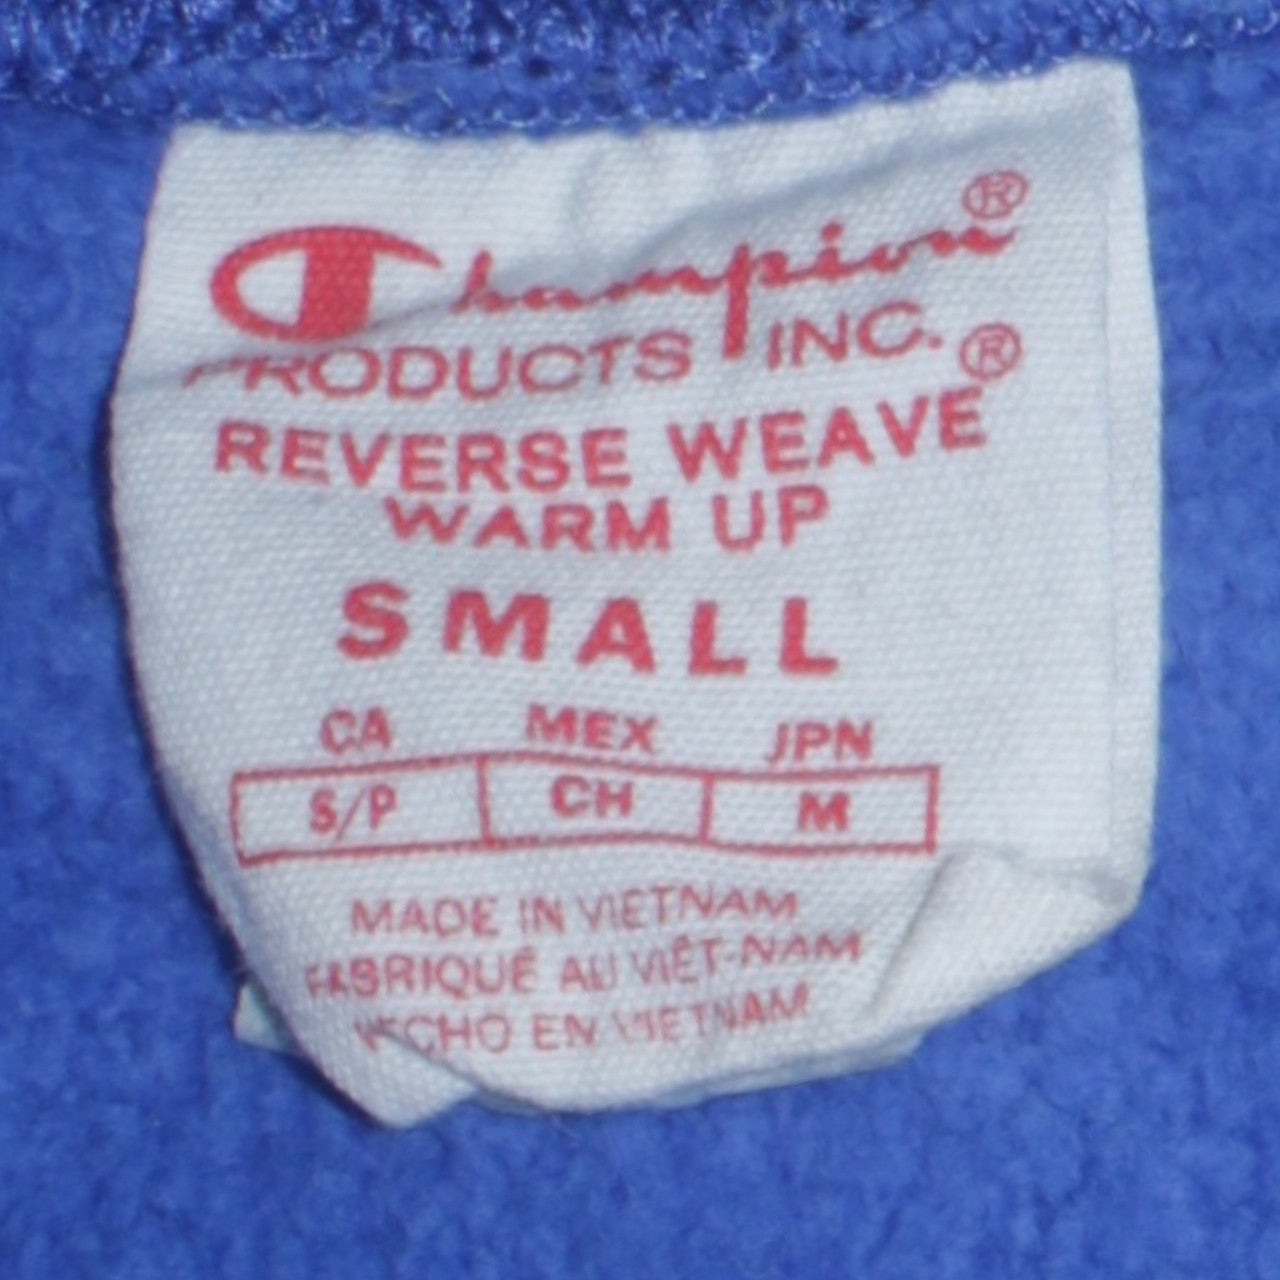 Champion®
PRODUCTS INC.
REVERSE WEAVE®
WARM UP
SMALL
CA MEX JPN
S/P CH M
MADE IN VIETNAM
FABRIQUÉ AU VIÊT-NAM
HECHO EN VIETNAM